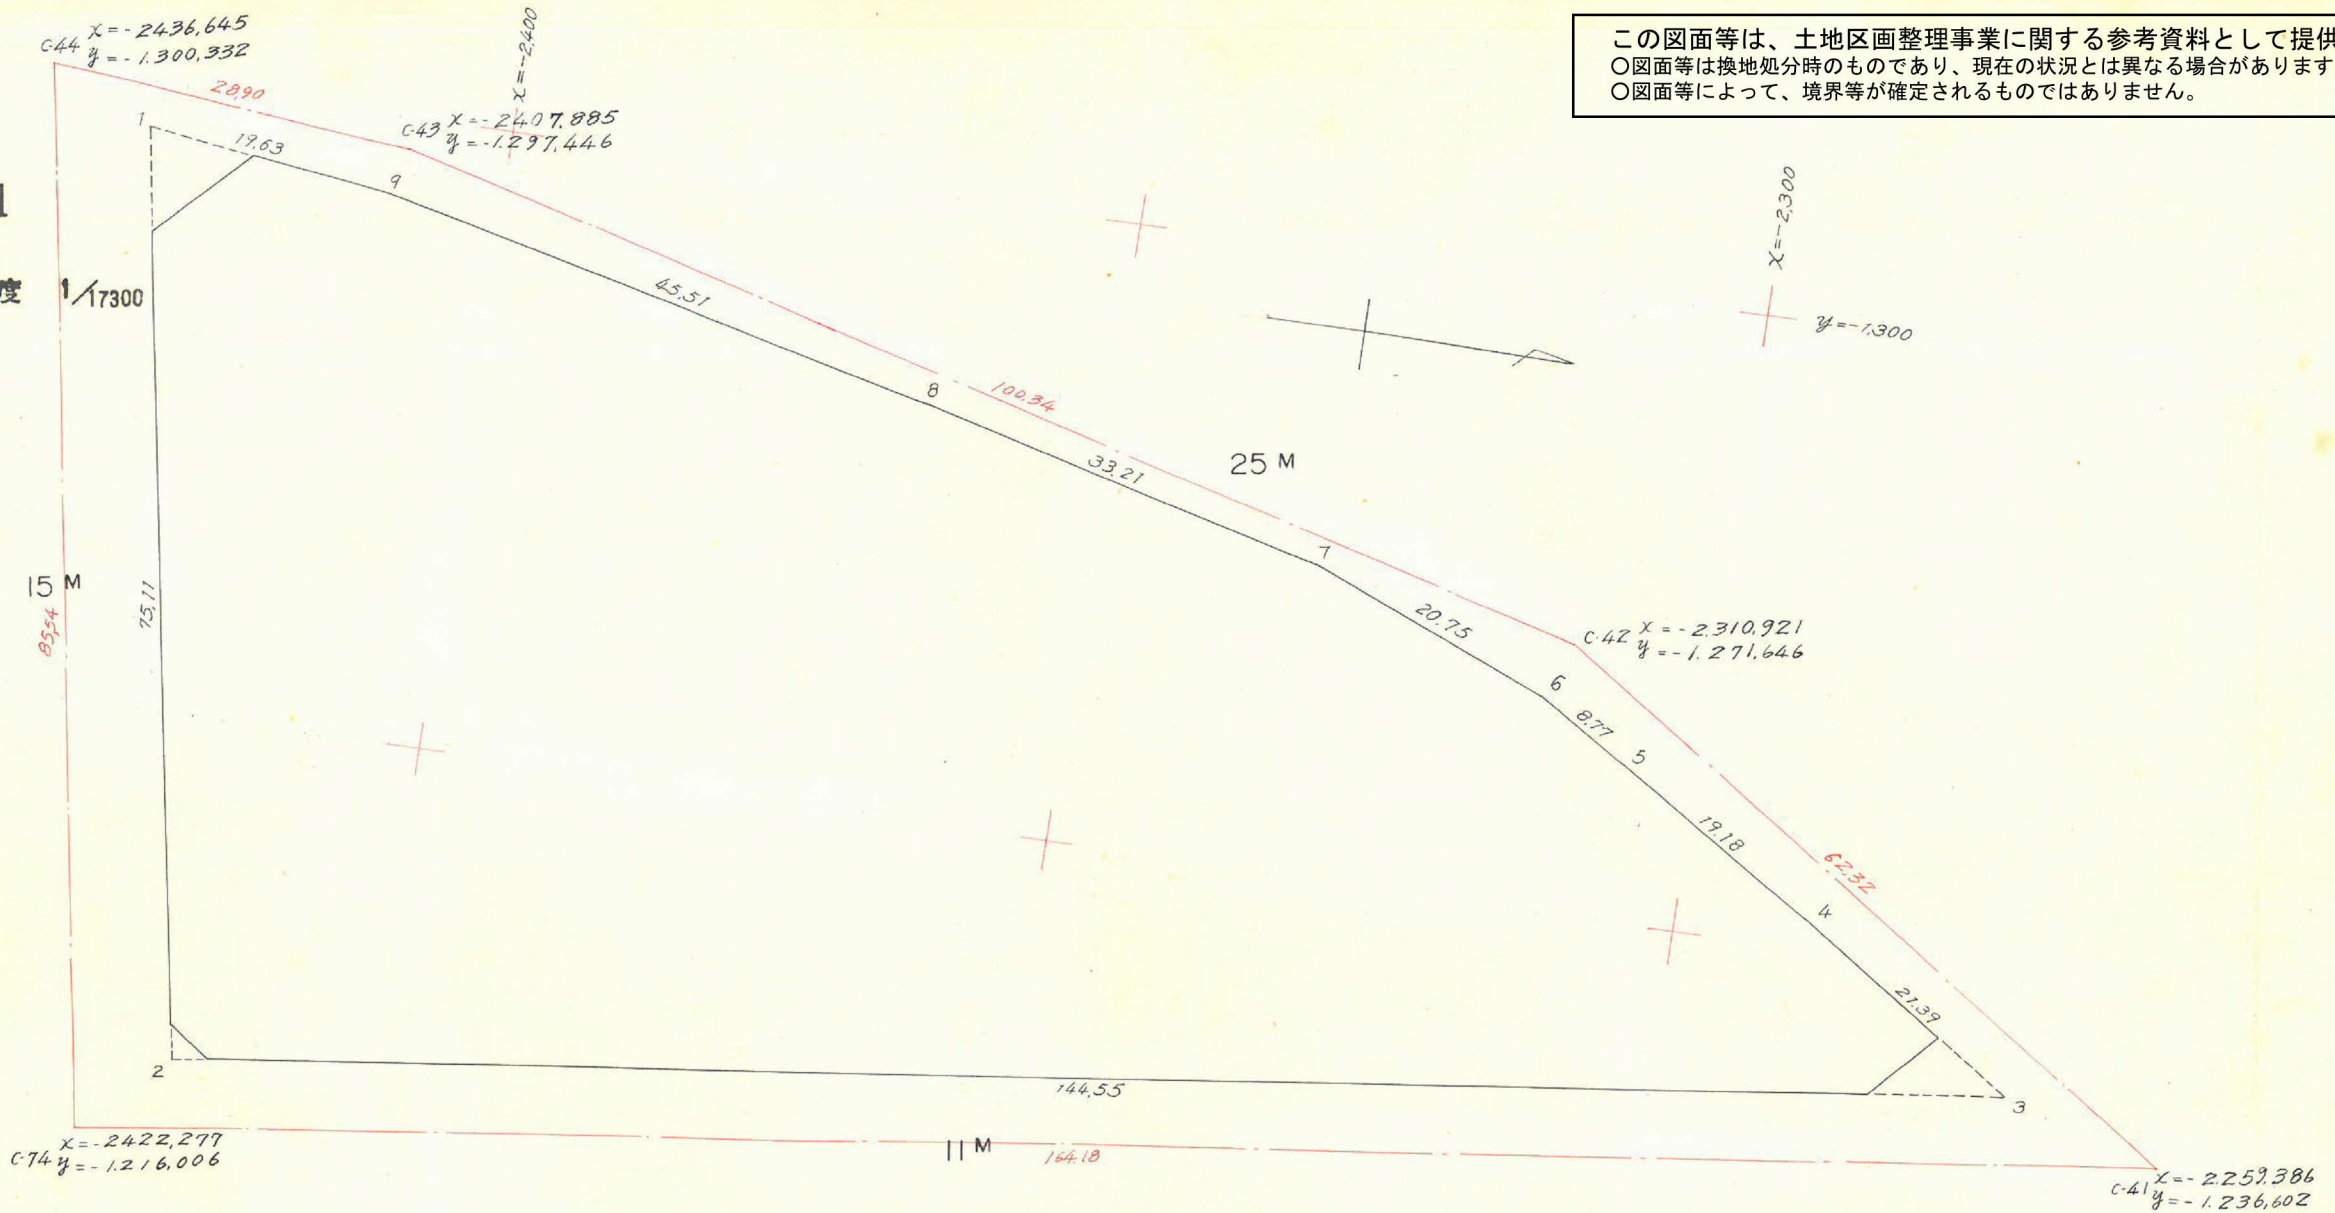 この図面等は、土地区画整理事業に関する参考資料として提供
○図面等は換地処分時のものであり、現在の状況とは異なる場合があります
○図面等によって、境界等が確定されるものではありません。
C-44 x=-2436,645
y=-1.300,332
28,90
x=-2,400
C-43 x=-2407.885
y=-1.297,446
1
19,63
9
x=-2,300
y=-1,300
度 1/17300
45,51
8
100.34
33.21
25 M
7
20.75
C-42 x=-2.310,921
y=-1.271,646
15 M
85,54
75,11
6
8.77
5
19.18
62,32
4
21.39
2
144,55
3
C-74 x=-2422,277
y=-1.216,006
11 M
164.18
C-41 x=-2.259.386
y=-1.236,602